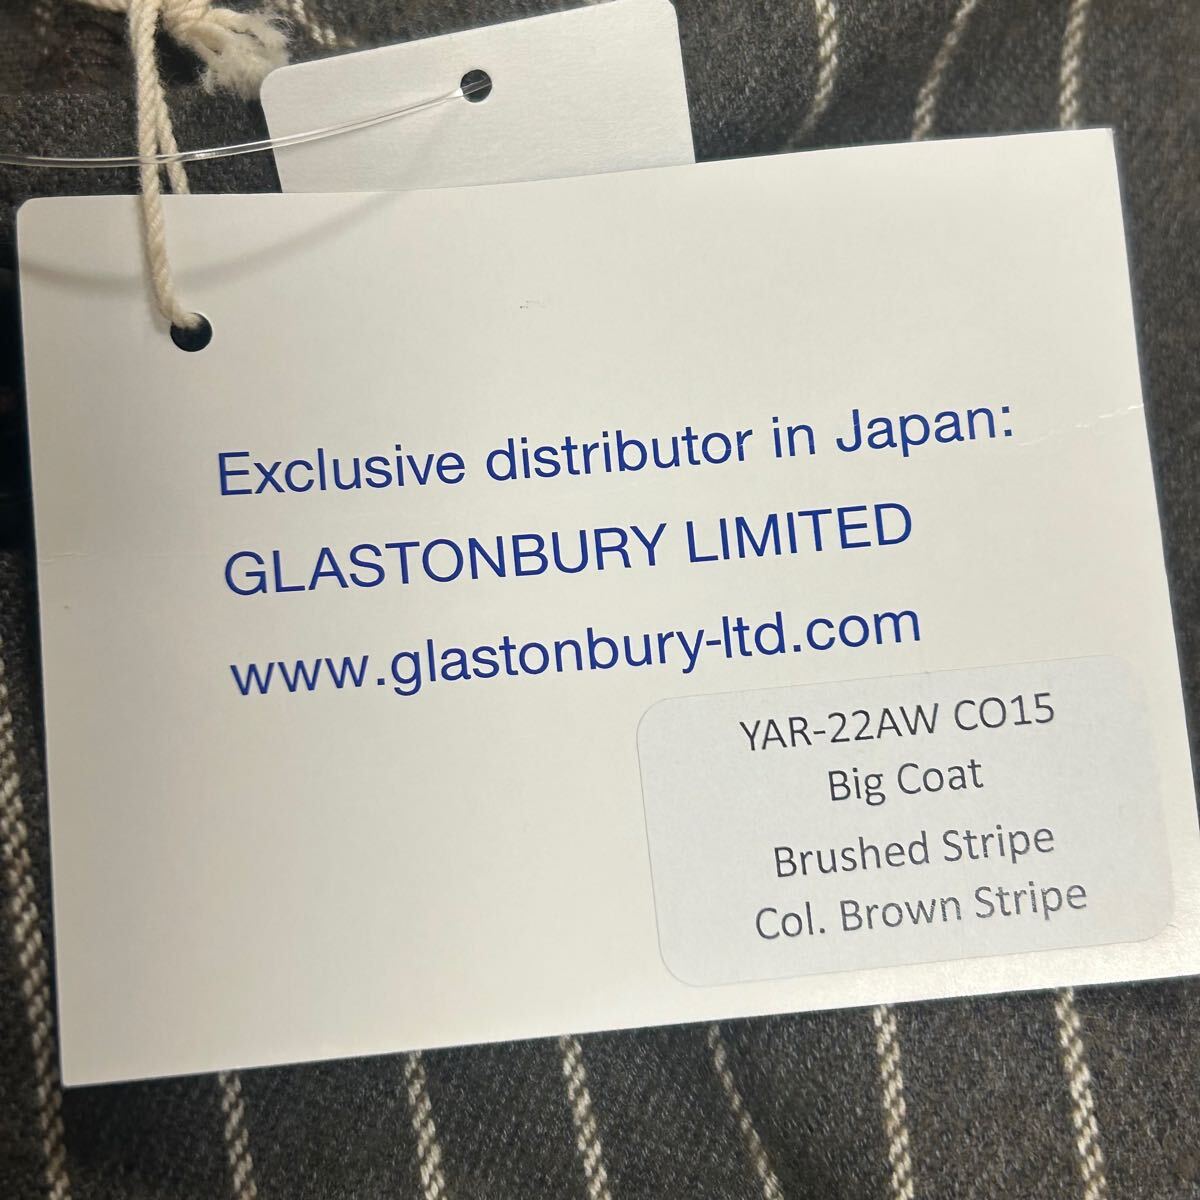 Exclusive distributor in Japan:
GLASTONBURY LIMITED
www.glastonbury-ltd.com
YAR-22AW CO15
Big Coat
Brushed Stripe
Col. Brown Stripe